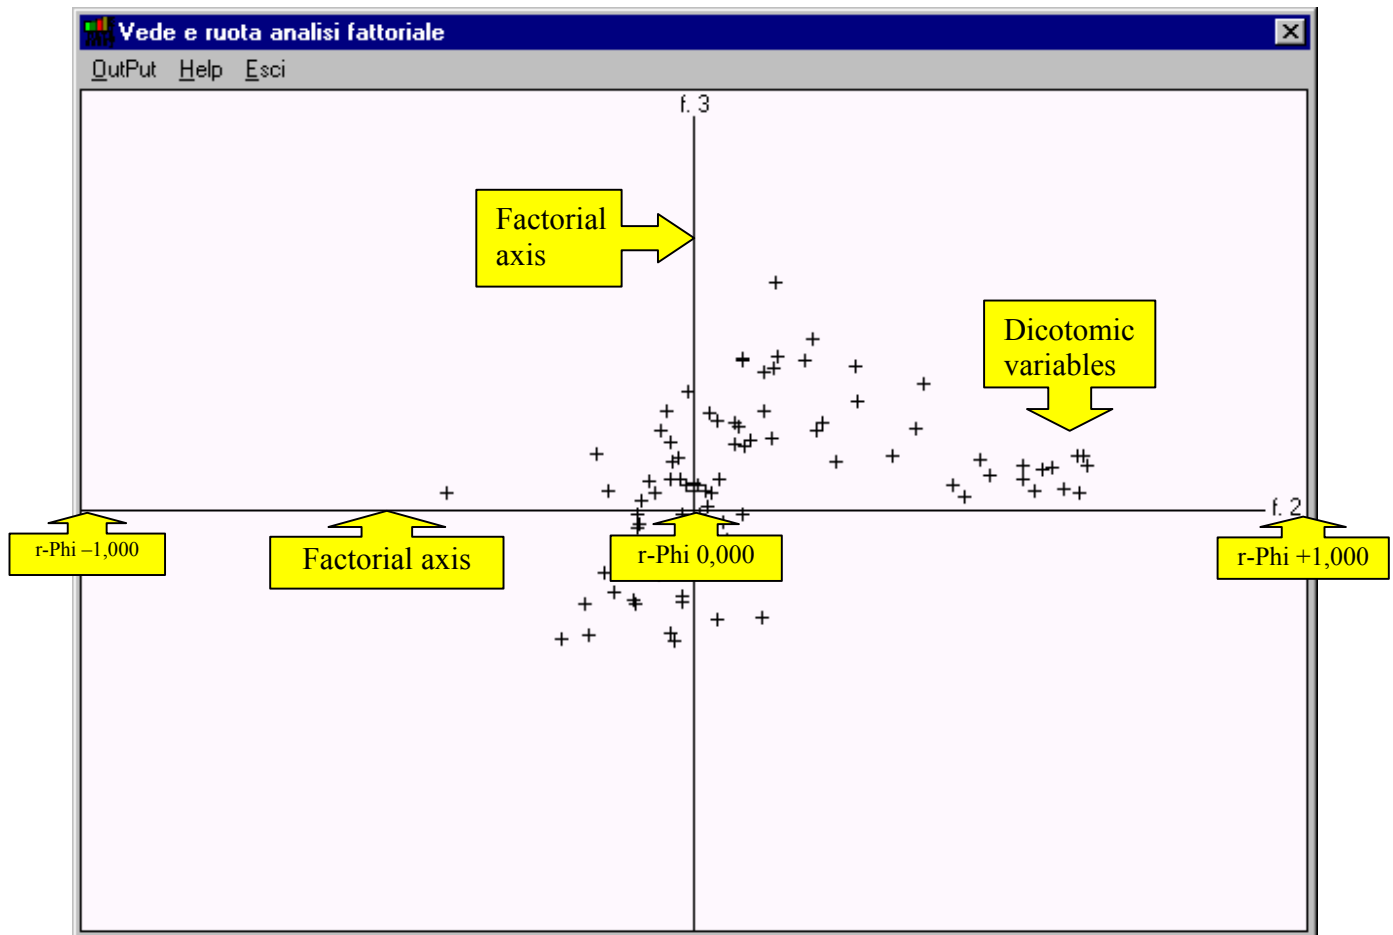 Vede e ruota analisi fattoriale
OutPut Help Esci
f. 3
Factorial
axis
Dicotomic
variables
f. 2
r-Phi –1,000
Factorial axis
r-Phi 0,000
r-Phi +1,000